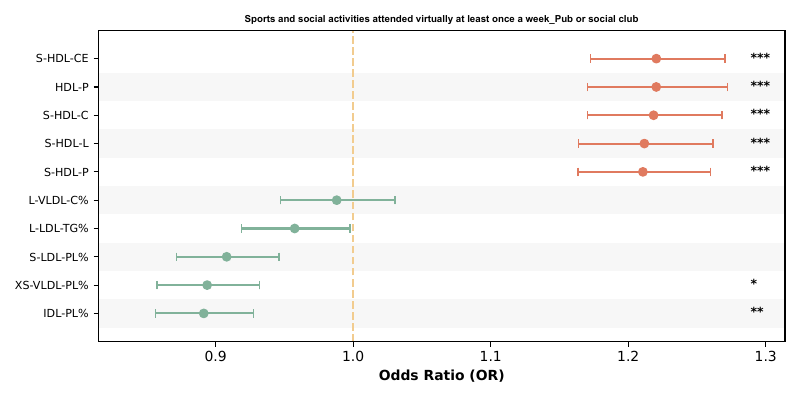 Sports and social activities attended virtually at least once a week_Pub or social club
S-HDL-CE ***
HDL-P ***
S-HDL-C ***
S-HDL-L ***
S-HDL-P ***
L-VLDL-C%
L-LDL-TG%
S-LDL-PL%
XS-VLDL-PL% *
IDL-PL% **
0.9 1.0 1.1 1.2 1.3
Odds Ratio (OR)